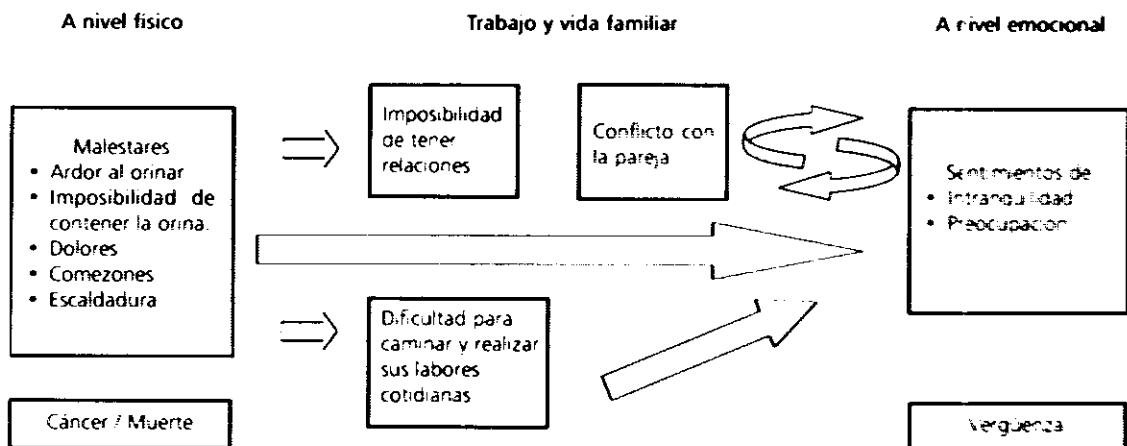 A nivel fisico
Trabajo y vida familiar
A nivel emocional
Malestares
• Ardor al orinar
• Imposibilidad de
contener la orina.
• Dolores
• Comezones
• Escaldadura
Imposibilidad
de tener
relaciones
Conflicto con
la pareja
Sentimientos de
• Intranquilidad
• Preocupacion
Dificultad para
caminar y realizar
sus labores
cotidianas
Cáncer / Muerte
Vergüenza